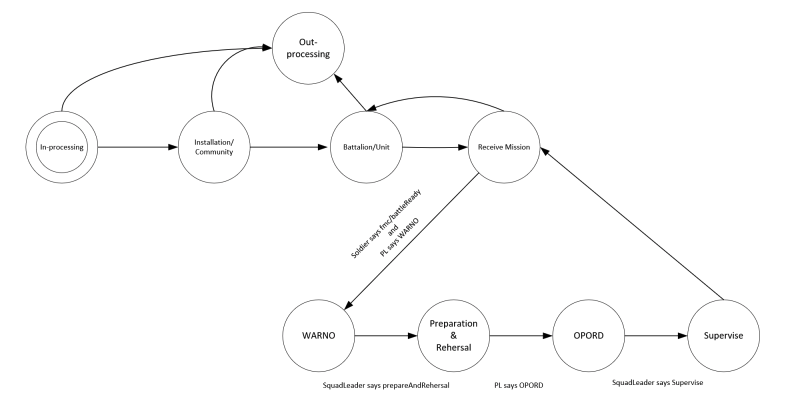 Out-
processing
In-processing
Installation/
Community
Battalion/Unit
Receive Mission
Soldier says fmc/battleReady
and
PL says WARNO
WARNO
Preparation
&
Rehersal
OPORD
Supervise
SquadLeader says prepareAndRehersal
PL says OPORD
SquadLeader says Supervise